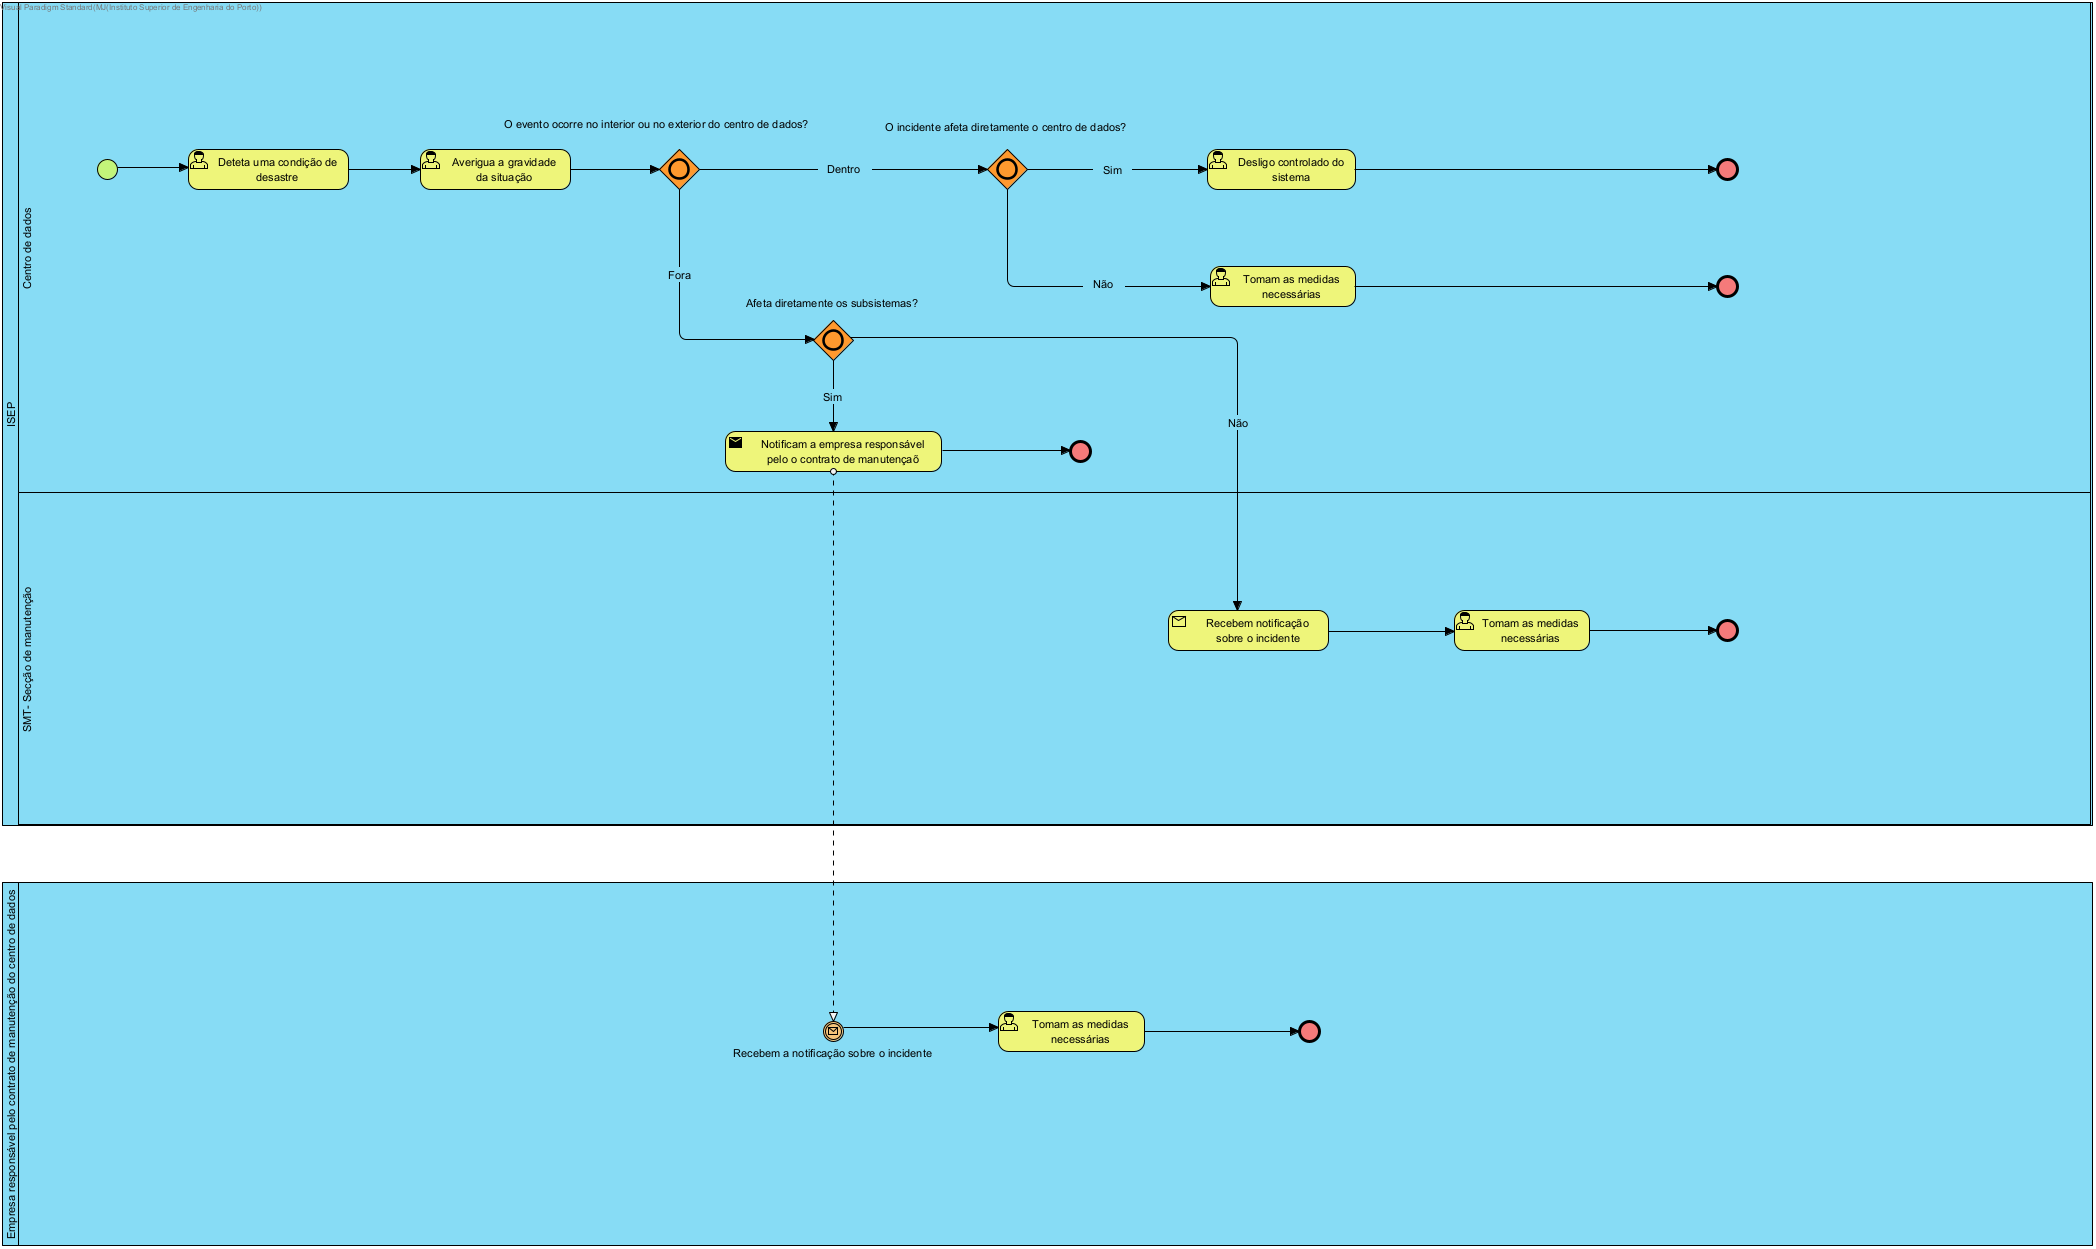 Visual Paradigm Standard(MJ(Instituto Superior de Engenharia do Porto))
O evento ocorre no interior ou no exterior do centro de dados?
O incidente afeta diretamente o centro de dados?
Deteta uma condição de
desastre
Averigua a gravidade
da situação
Dentro
Sim
Desligo controlado do
sistema
Centro de dados
Fora
Não
Tomam as medidas
necessárias
Afeta diretamente os subsistemas?
Sim
Não
ISEP
Notificam a empresa responsável
pelo o contrato de manutençaõ
SMT- Secção de manutenção
Recebem notificação
sobre o incidente
Tomam as medidas
necessárias
Empresa responsável pelo contrato de manutenção do centro de dados
Tomam as medidas
necessárias
Recebem a notificação sobre o incidente